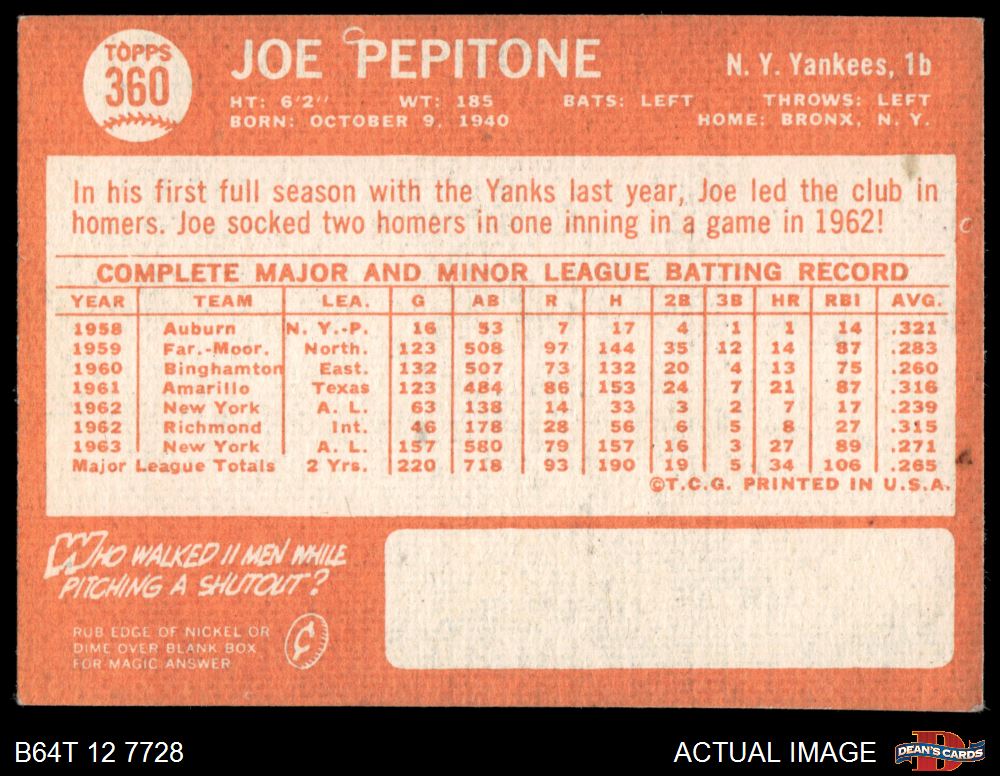 TOPPS
360
JOE PEPITONE
N. Y. Yankees, 1b
HT: 6'2" WT: 185 BATS: LEFT THROWS: LEFT
BORN: OCTOBER 9, 1940 HOME: BRONX, N. Y.
In his first full season with the Yanks last year, Joe led the club in
homers. Joe socked two homers in one inning in a game in 1962!
COMPLETE MAJOR AND MINOR LEAGUE BATTING RECORD
YEAR TEAM LEA. G AB R H 2B 3B HR RBI AVG.
1958 Auburn N. Y.-P. 16 53 7 17 4 1 1 14 .321
1959 Far.-Moor. North. 123 508 97 144 35 12 14 87 .283
1960 Binghamton East. 132 507 73 132 20 4 13 75 .260
1961 Amarillo Texas 123 484 86 153 24 7 21 87 .316
1962 New York A. L. 63 138 14 33 3 2 7 17 .239
1962 Richmond Int. 46 178 28 56 6 5 8 27 .315
1963 New York A. L. 157 580 79 157 16 3 27 89 .271
Major League Totals 2 Yrs. 220 718 93 190 19 5 34 106 .265
©T.C.G. PRINTED IN U.S.A.
WHO WALKED 11 MEN WHILE
PITCHING A SHUTOUT?
RUB EDGE OF NICKEL OR
DIME OVER BLANK BOX
FOR MAGIC ANSWER
¢
B64T 12 7728
ACTUAL IMAGE
D
DEAN'S CARDS